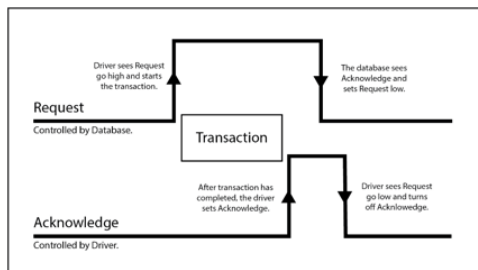 Driver sees Request
go high and starts
the transaction.
The database sees
Acknowledge and
sets Request low.
Request
Controlled by Database.
Transaction
After transaction has
completed, the driver
sets Acknowledge.
Driver sees Request
go low and turns
off Acknlowedge.
Acknowledge
Controlled by Driver.